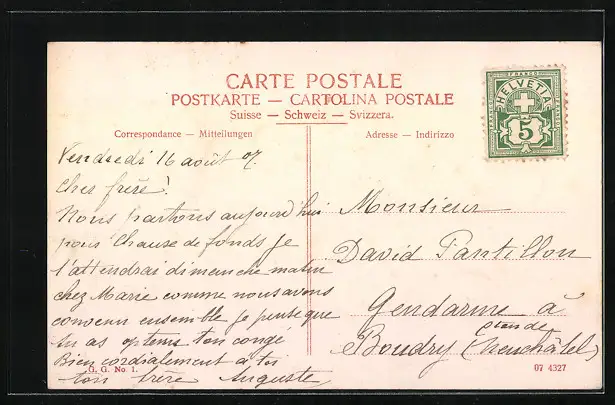 CARTE POSTALE
POSTKARTE — CARTOLINA POSTALE
Suisse — Schweiz — Svizzera.
Correspondance — Mitteilungen
Adresse — Indirizzo
FRANCO
HELVETIA
5
Vendredi 16 août 07.
Cher frère!
Nous partons aujourd'hui
pour Chaux de fonds je
t'attendrai dimanche matin
chez Marie comme nous avons
convenu ensemble je pense que
tu as optenu ton congé
Bien cordialement à toi
ton frère Auguste
Monsieur
David Pantillon
Gendarme à
Boudry (Neuchâtel)
G. G. No. 1.
07 4327